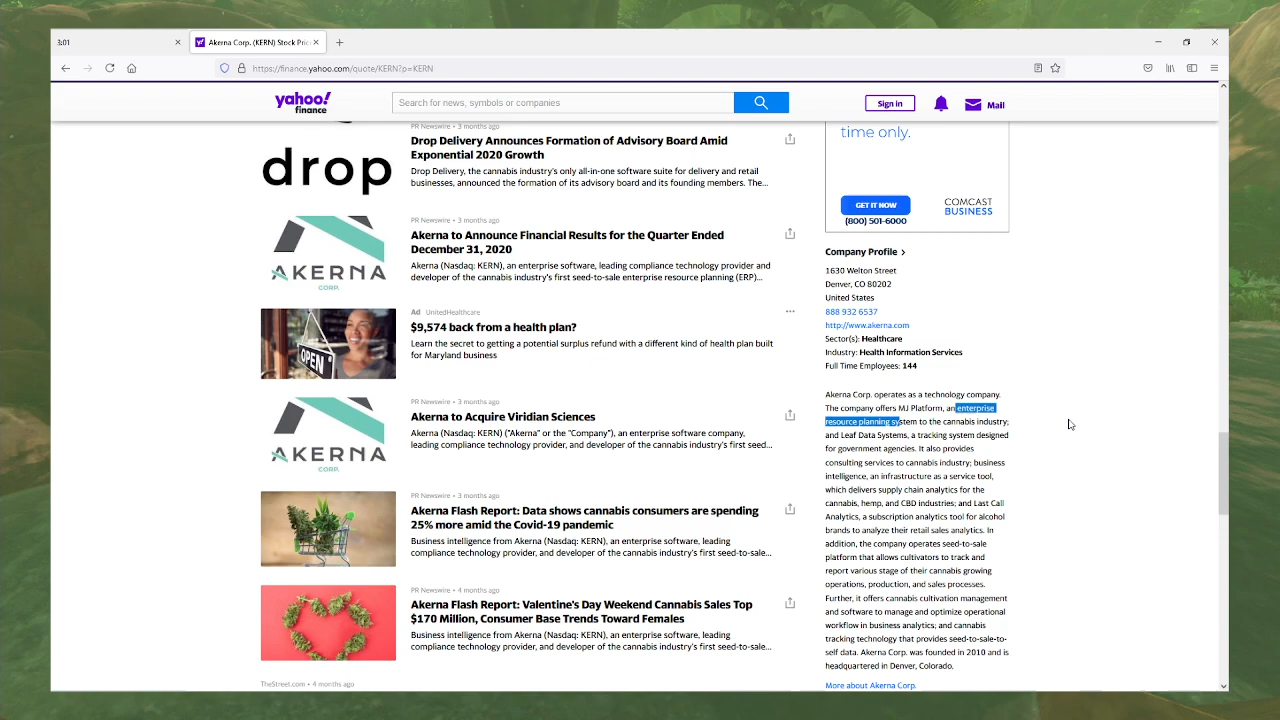 3:01
Akerna Corp. (KERN) Stock Pric
https://finance.yahoo.com/quote/KERN?p=KERN
yahoo!
finance
Search for news, symbols or companies
Sign in
Mail
PR Newswire • 3 months ago
Drop Delivery Announces Formation of Advisory Board Amid
Exponential 2020 Growth
Drop Delivery, the cannabis industry's only all-in-one software suite for delivery and retail
businesses, announced the formation of its advisory board and its founding members. The...
drop
PR Newswire • 3 months ago
Akerna to Announce Financial Results for the Quarter Ended
December 31, 2020
Akerna (Nasdaq: KERN), an enterprise software, leading compliance technology provider and
developer of the cannabis industry's first seed-to-sale enterprise resource planning (ERP)...
AKERNA
CORP.
Ad UnitedHealthcare
$9,574 back from a health plan?
Learn the secret to getting a potential surplus refund with a different kind of health plan built
for Maryland business
OPEN
PR Newswire • 3 months ago
Akerna to Acquire Viridian Sciences
Akerna (Nasdaq: KERN) ("Akerna" or the "Company"), an enterprise software company,
leading compliance technology provider, and developer of the cannabis industry's first seed...
AKERNA
CORP.
PR Newswire • 3 months ago
Akerna Flash Report: Data shows cannabis consumers are spending
25% more amid the Covid-19 pandemic
Business intelligence from Akerna (Nasdaq: KERN), an enterprise software, leading
compliance technology provider, and developer of the cannabis industry's first seed-to-sale...
PR Newswire • 4 months ago
Akerna Flash Report: Valentine's Day Weekend Cannabis Sales Top
$170 Million, Consumer Base Trends Toward Females
Business intelligence from Akerna (Nasdaq: KERN), an enterprise software, leading
compliance technology provider, and developer of the cannabis industry's first seed-to-sale...
TheStreet.com • 4 months ago
time only.
GET IT NOW
(800) 501-6000
COMCAST
BUSINESS
Company Profile
1630 Welton Street
Denver, CO 80202
United States
888 932 6537
http://www.akerna.com
Sector(s): Healthcare
Industry: Health Information Services
Full Time Employees: 144
Akerna Corp. operates as a technology company.
The company offers MJ Platform, an enterprise
resource planning system to the cannabis industry;
and Leaf Data Systems, a tracking system designed
for government agencies. It also provides
consulting services to cannabis industry; business
intelligence, an infrastructure as a service tool,
which delivers supply chain analytics for the
cannabis, hemp, and CBD industries; and Last Call
Analytics, a subscription analytics tool for alcohol
brands to analyze their retail sales analytics. In
addition, the company operates seed-to-sale
platform that allows cultivators to track and
report various stage of their cannabis growing
operations, production, and sales processes.
Further, it offers cannabis cultivation management
and software to manage and optimize operational
workflow in business analytics; and cannabis
tracking technology that provides seed-to-sale-to-
self data. Akerna Corp. was founded in 2010 and is
headquartered in Denver, Colorado.
More about Akerna Corp.